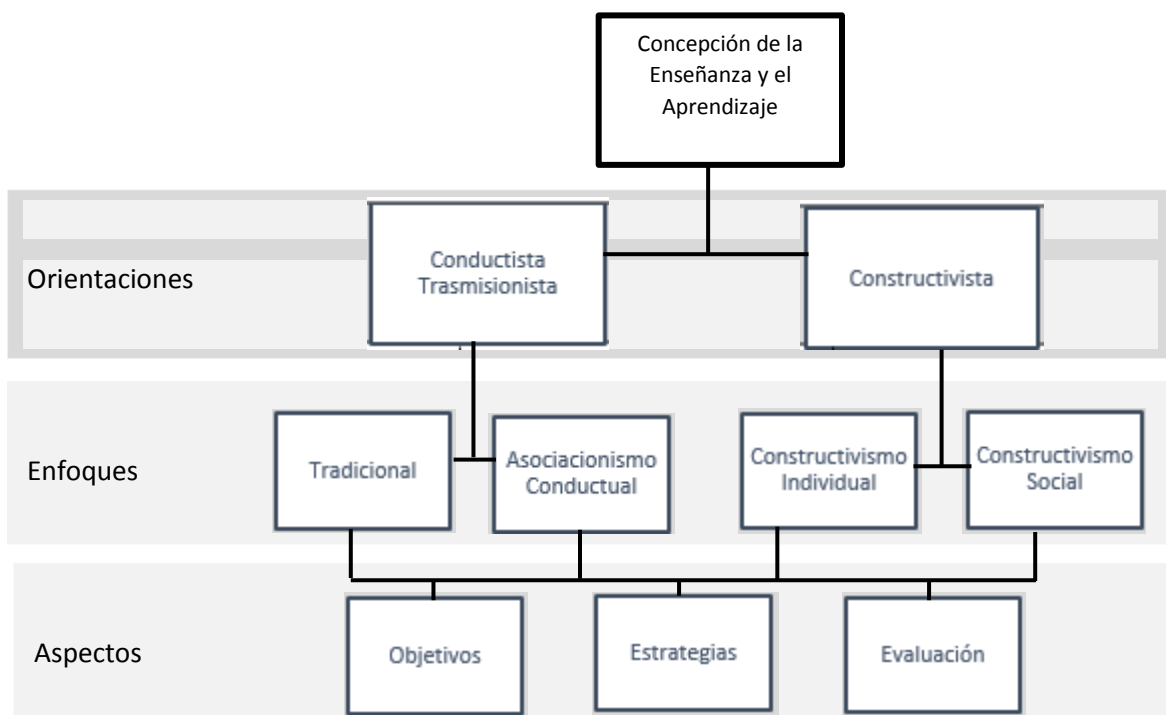 Concepción de la
Enseñanza y el
Aprendizaje
Orientaciones
Conductista
Trasmisionista
Constructivista
Enfoques
Tradicional
Asociacionismo
Conductual
Constructivismo
Individual
Constructivismo
Social
Aspectos
Objetivos
Estrategias
Evaluación